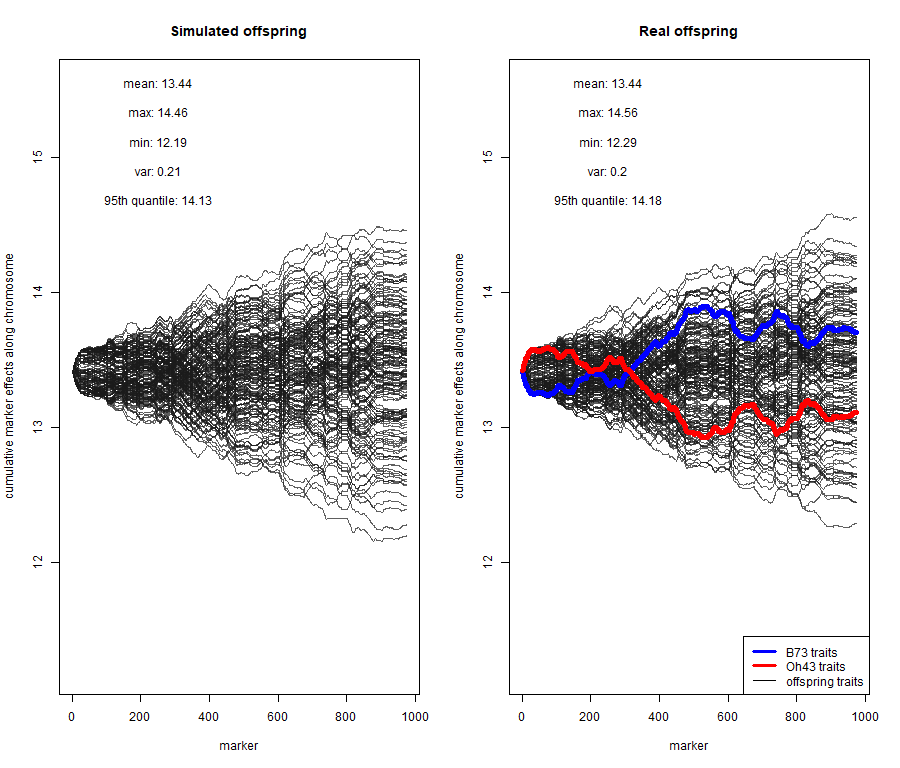 Simulated offspring
mean: 13.44
max: 14.46
min: 12.19
var: 0.21
95th quantile: 14.13
cumulative marker effects along chromosome
15
14
13
12
0 200 400 600 800 1000
marker
Real offspring
mean: 13.44
max: 14.56
min: 12.29
var: 0.2
95th quantile: 14.18
cumulative marker effects along chromosome
15
14
13
12
B73 traits
Oh43 traits
offspring traits
0 200 400 600 800 1000
marker